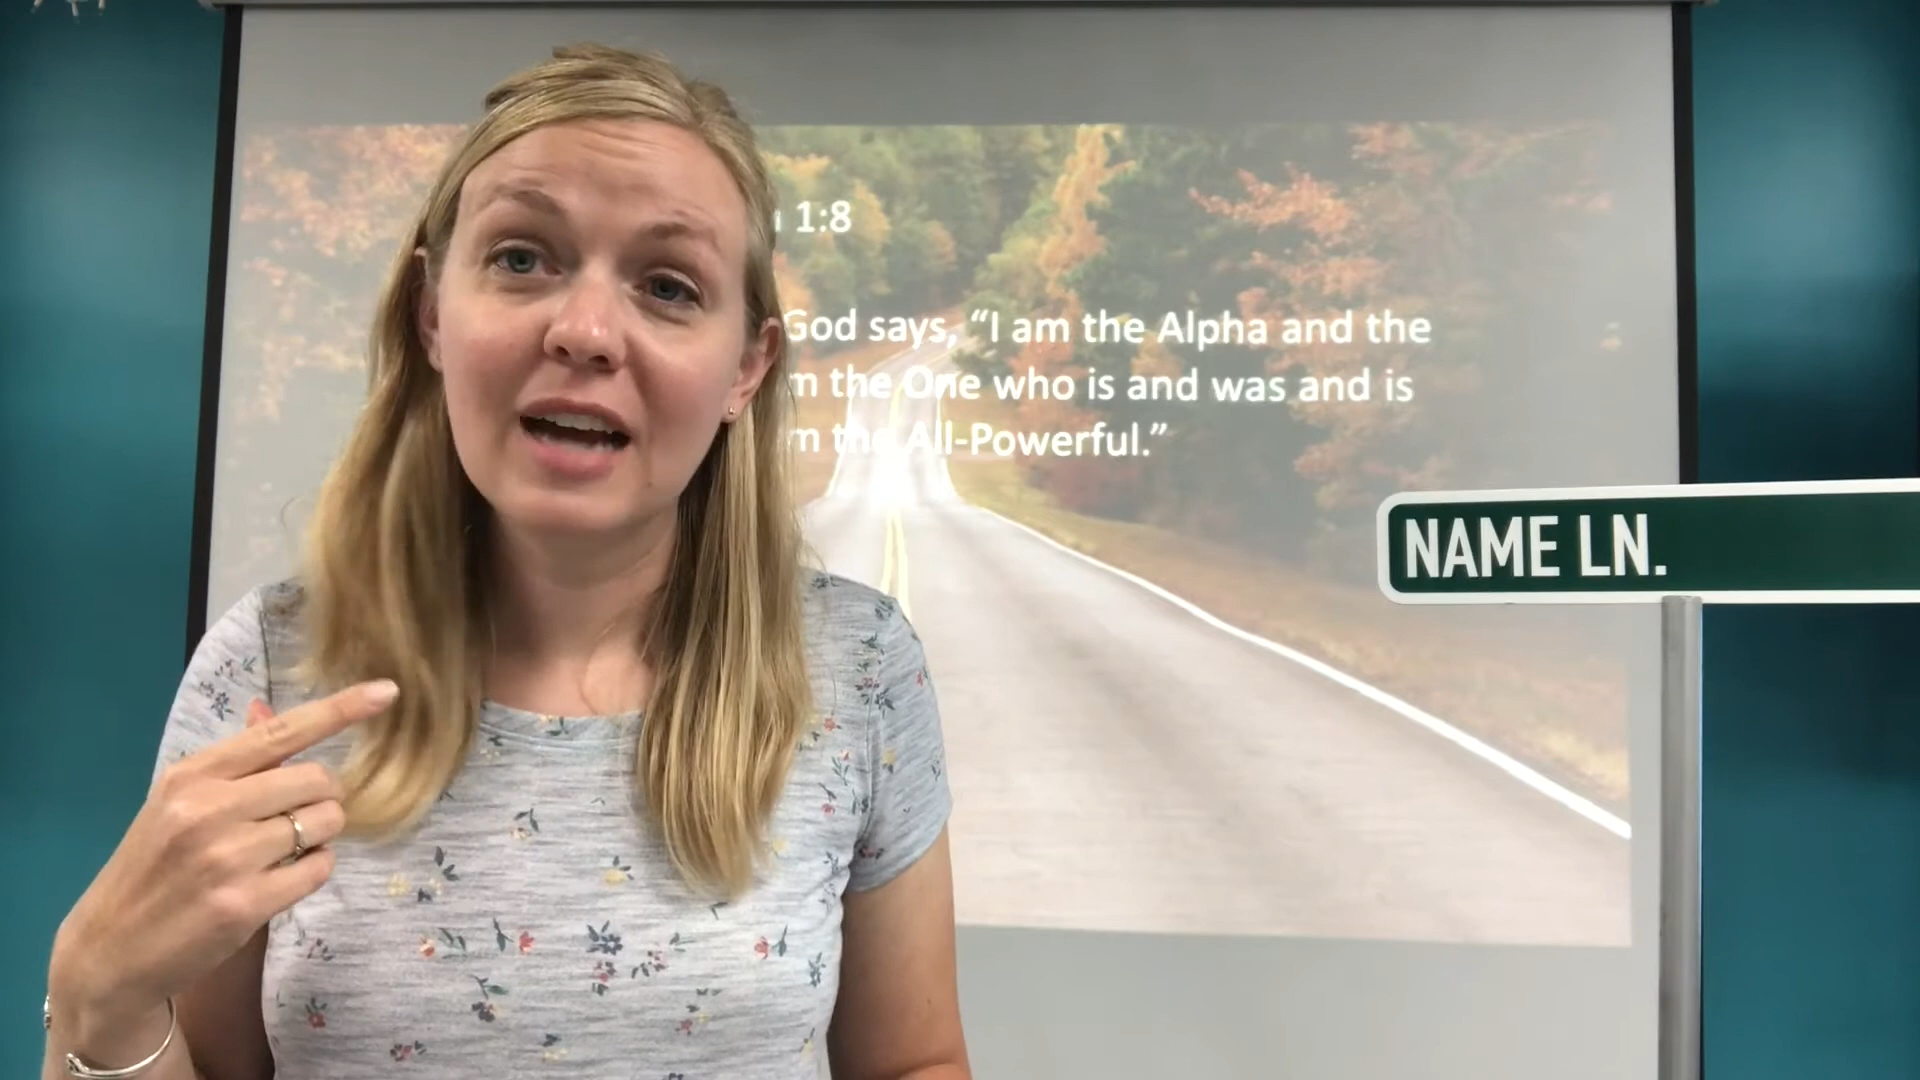 1:8
God says, “I am the Alpha and the
the One who is and was and is
the All-Powerful.”
NAME LN.